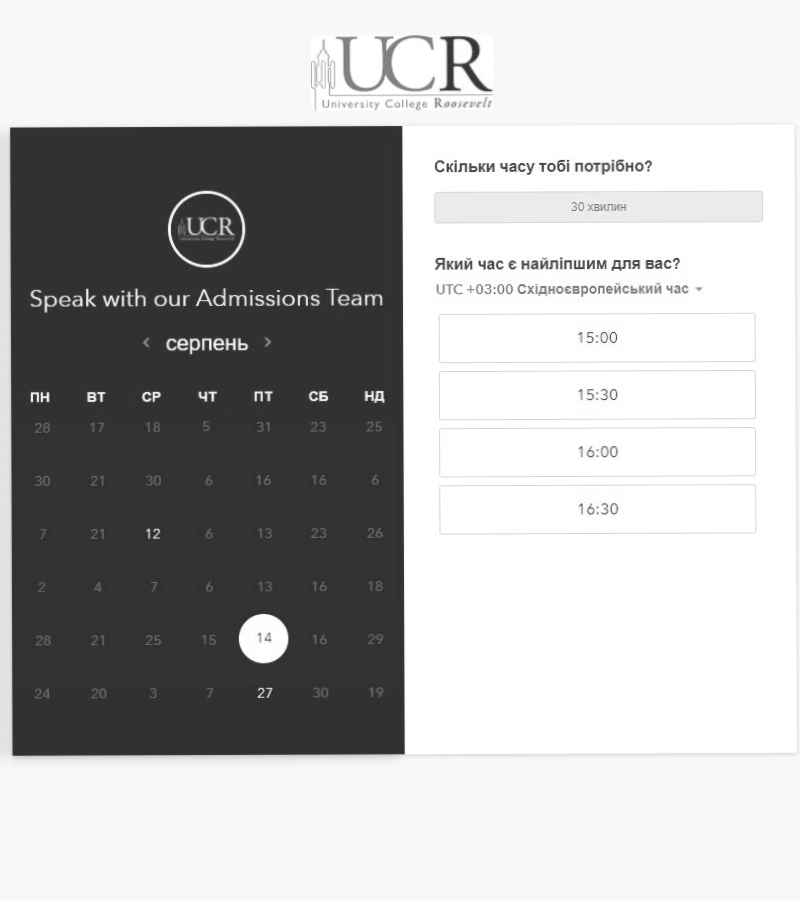 UCR
University College Roosevelt
UCR
University College Roosevelt
Speak with our Admissions Team
серпень
ПН ВТ СР ЧТ ПТ СБ НД
28 17 18 5 31 23 25
30 21 30 6 16 16 6
7 21 12 6 13 23 26
2 4 7 6 13 16 18
28 21 25 15 14 16 29
24 20 3 7 27 30 19
Скільки часу тобі потрібно?
30 хвилин
Який час є найліпшим для вас?
UTC +03:00 Східноєвропейський час
15:00
15:30
16:00
16:30